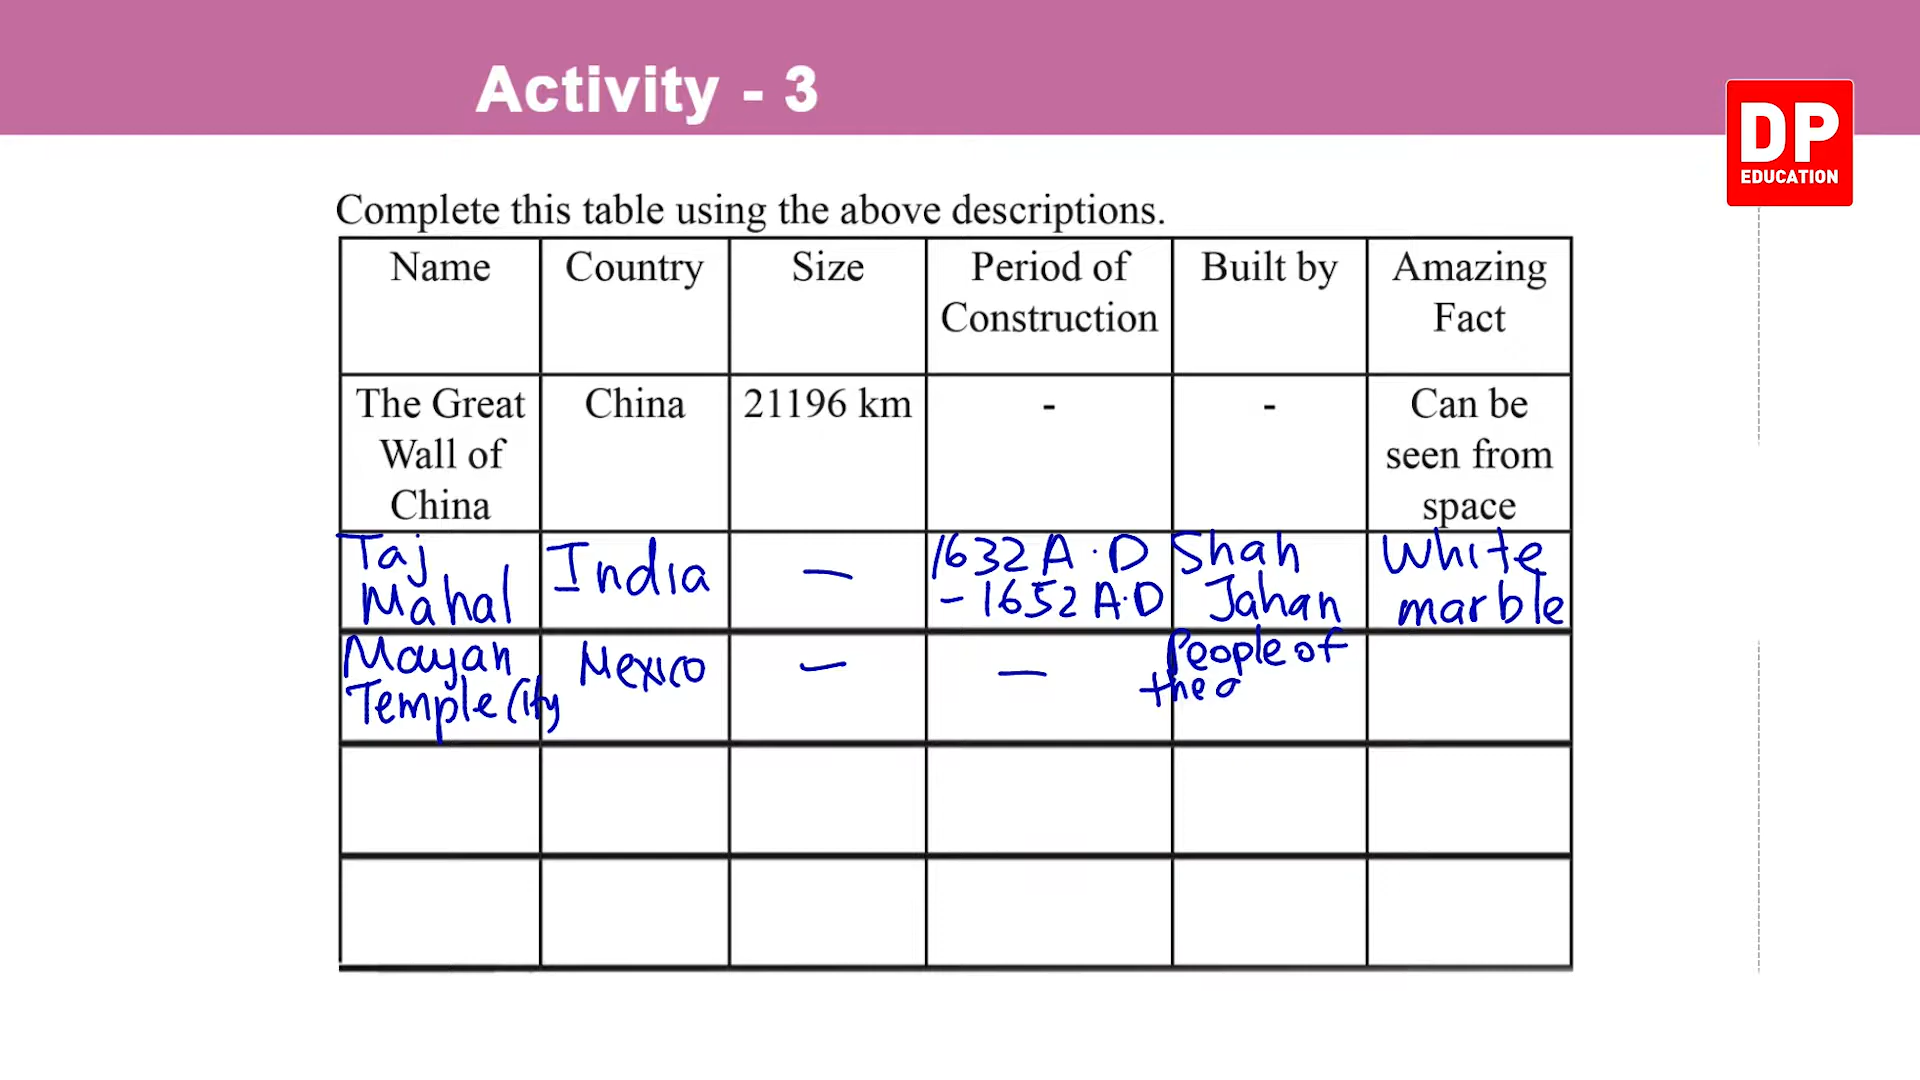 Activity - 3
DP
EDUCATION
Complete this table using the above descriptions.
Name
Country
Size
Period of
Construction
Built by
Amazing
Fact
The Great
Wall of
China
China
21196 km
-
-
Can be
seen from
space
Taj
Mahal
India
—
1632 A.D
- 1652 A.D
Shah
Jahan
White
marble
Mayan
Temple City
Mexico
—
—
People of
the